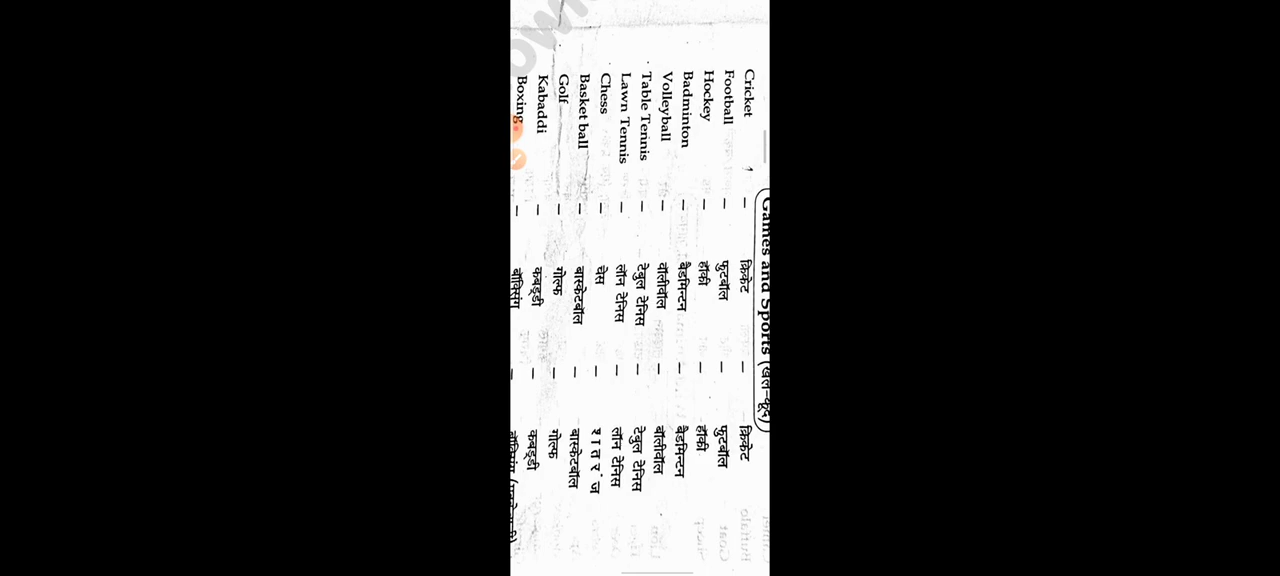 Games and Sports (खेल-कूद)
Cricket – क्रिकेट – क्रिकेट
Football – फुटबॉल – फुटबॉल
Hockey – हॉकी – हॉकी
Badminton – बैडमिन्टन – बैडमिन्टन
Volleyball – वॉलीवॉल – बॉलीवॉल
Table Tennis – टेबुल टेनिस – टेबुल टेनिस
Lawn Tennis – लॉन टेनिस – लॉन टेनिस
Chess – चेस – शतरंज
Basket ball – बास्केटबॉल – बास्केटबॉल
Golf – गोल्फ – गोल्फ
Kabaddi – कबड्डी – कबड्डी
Boxing – बॉक्सिंग – बॉक्सिंग